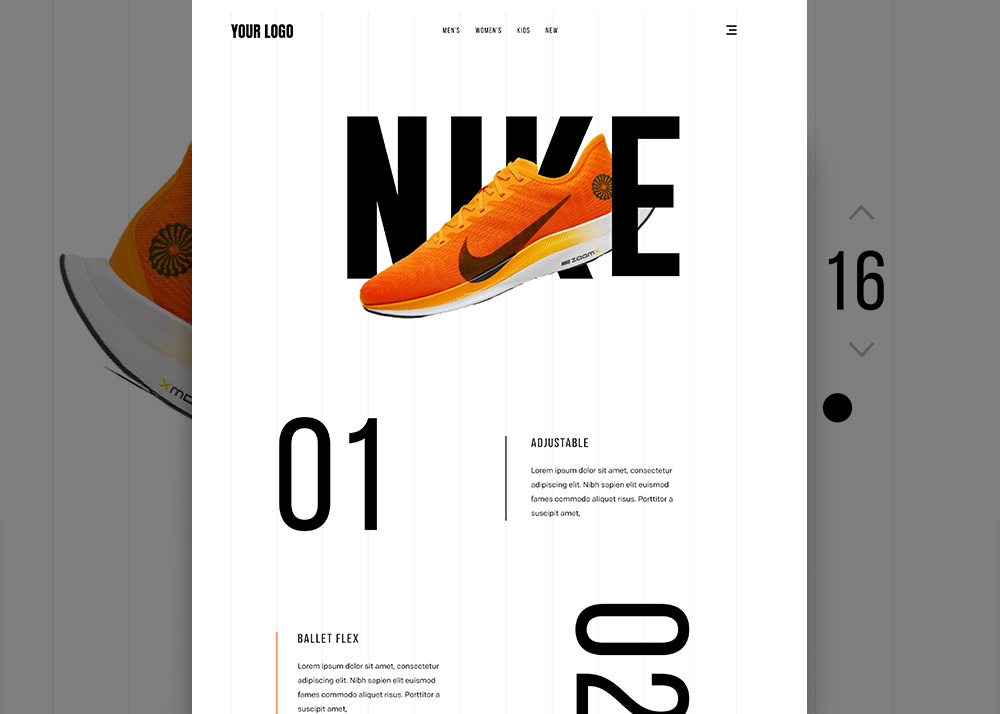 YOUR LOGO
MEN'S WOMEN'S KIDS NEW
NIKE
ZOOMX
16
01
ADJUSTABLE
Lorem ipsum dolor sit amet, consectetur
adipiscing elit. Nibh sapien elit euismod
fames commodo aliquet risus. Porttitor a
suscipit amet,
02
BALLET FLEX
Lorem ipsum dolor sit amet, consectetur
adipiscing elit. Nibh sapien elit euismod
fames commodo aliquet risus. Porttitor a
suscipit amet,